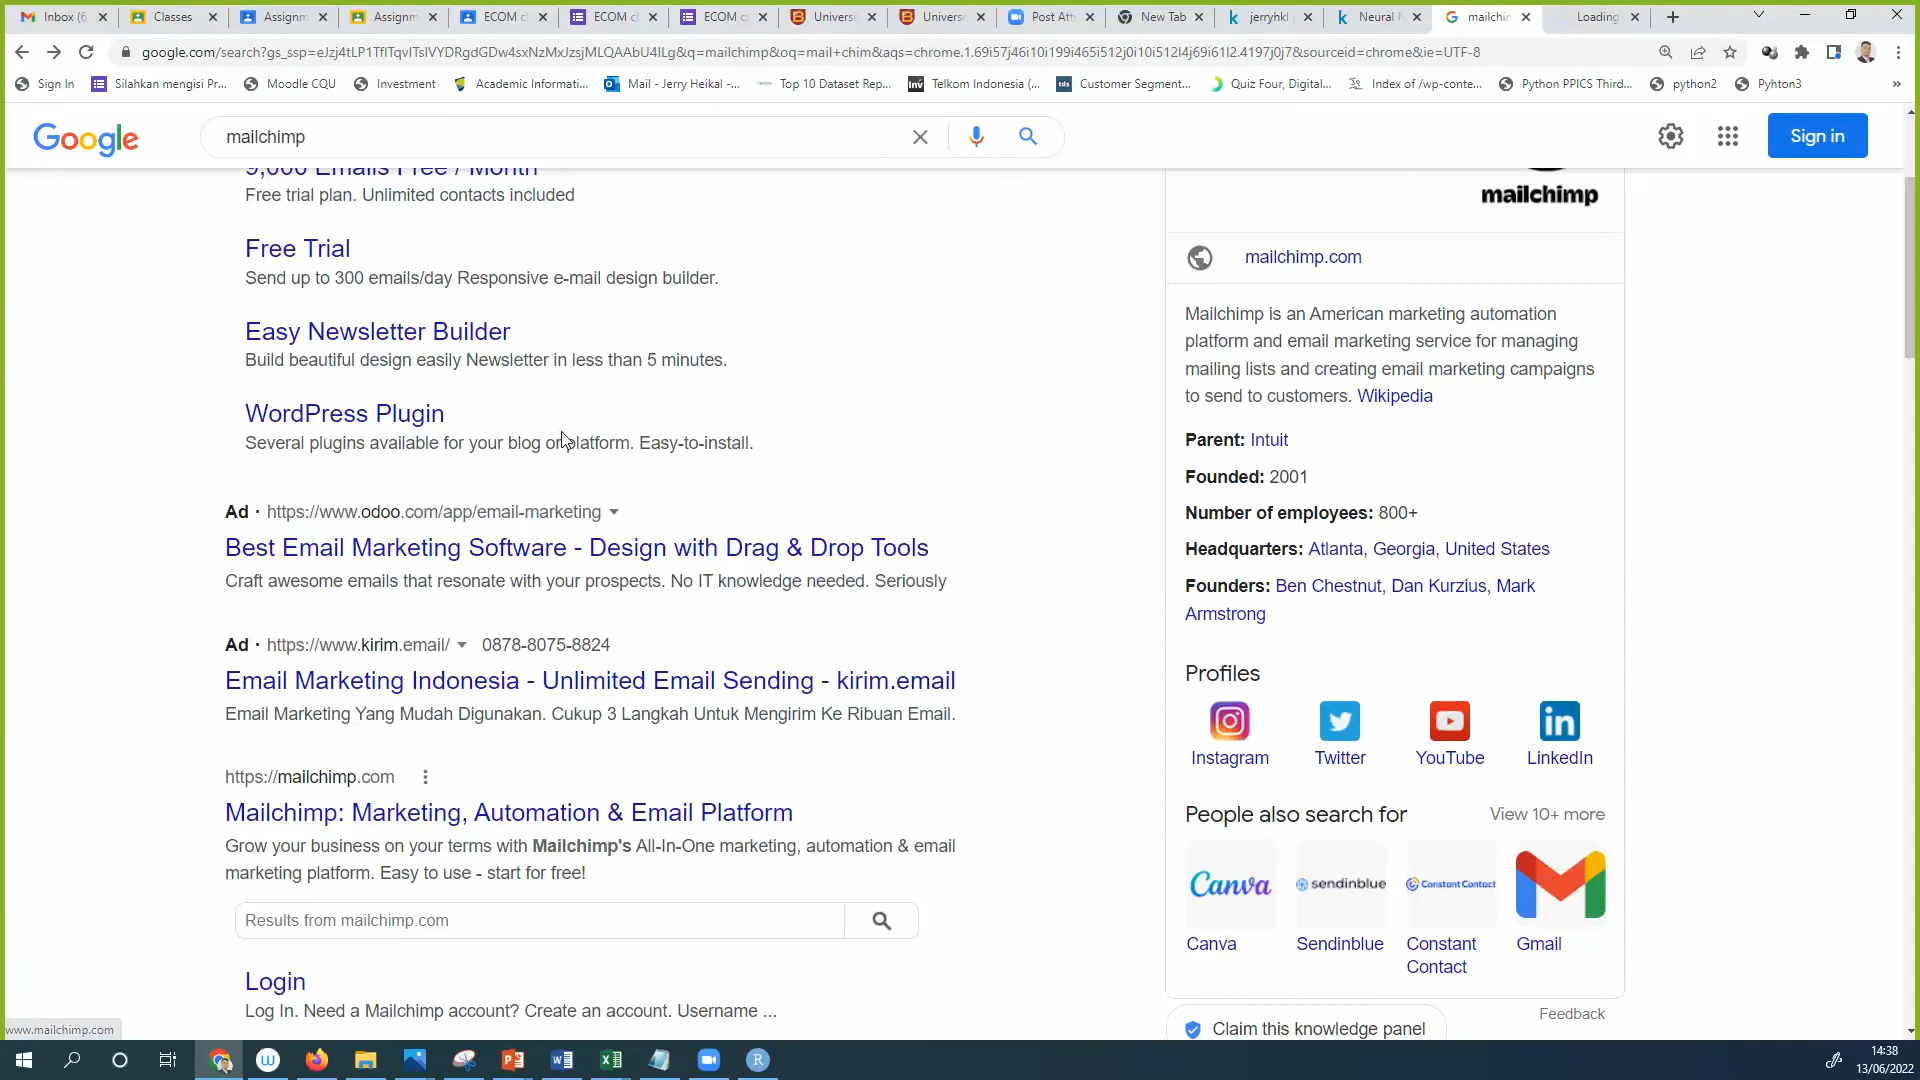 Inbox (6
Classes
Assignm
Assignm
Assignm
ECOM cl
ECOM cl
ECOM cl
Univers
Univers
Post Att
New Tab
jerryhkl
Neural N
mailchim
Loading
google.com/search?gs_ssp=eJzj4tLP1TfITqvITslVYDRgdGDw4sxNzMxJzsjMLQAAbU4ILg&q=mailchimp&oq=mail+chim&aqs=chrome.1.69i57j46i10i199i465i512j0i10i512l4j69i61l2.4197j0j7&sourceid=chrome&ie=UTF-8
Sign In
Silahkan mengisi Pr...
Moodle CQU
Investment
Academic Informati...
Mail - Jerry Heikal -...
Top 10 Dataset Rep...
Telkom Indonesia (...
Customer Segment...
Quiz Four, Digital...
Index of /wp-conte...
Python PPICS Third...
python2
Pyhton3
Google
mailchimp
Sign in
9,000 Emails Free / Month
Free trial plan. Unlimited contacts included
Free Trial
Send up to 300 emails/day Responsive e-mail design builder.
Easy Newsletter Builder
Build beautiful design easily Newsletter in less than 5 minutes.
WordPress Plugin
Several plugins available for your blog or platform. Easy-to-install.
Ad · https://www.odoo.com/app/email-marketing
Best Email Marketing Software - Design with Drag & Drop Tools
Craft awesome emails that resonate with your prospects. No IT knowledge needed. Seriously
Ad · https://www.kirim.email/ 0878-8075-8824
Email Marketing Indonesia - Unlimited Email Sending - kirim.email
Email Marketing Yang Mudah Digunakan. Cukup 3 Langkah Untuk Mengirim Ke Ribuan Email.
https://mailchimp.com
Mailchimp: Marketing, Automation & Email Platform
Grow your business on your terms with Mailchimp's All-In-One marketing, automation & email
marketing platform. Easy to use - start for free!
Results from mailchimp.com
Login
Log In. Need a Mailchimp account? Create an account. Username ...
mailchimp
mailchimp.com
Mailchimp is an American marketing automation
platform and email marketing service for managing
mailing lists and creating email marketing campaigns
to send to customers. Wikipedia
Parent: Intuit
Founded: 2001
Number of employees: 800+
Headquarters: Atlanta, Georgia, United States
Founders: Ben Chestnut, Dan Kurzius, Mark
Armstrong
Profiles
Instagram
Twitter
YouTube
LinkedIn
People also search for
View 10+ more
Canva
sendinblue
Constant Contact
Canva
Sendinblue
Constant
Contact
Gmail
Feedback
Claim this knowledge panel
www.mailchimp.com
14:38
13/06/2022